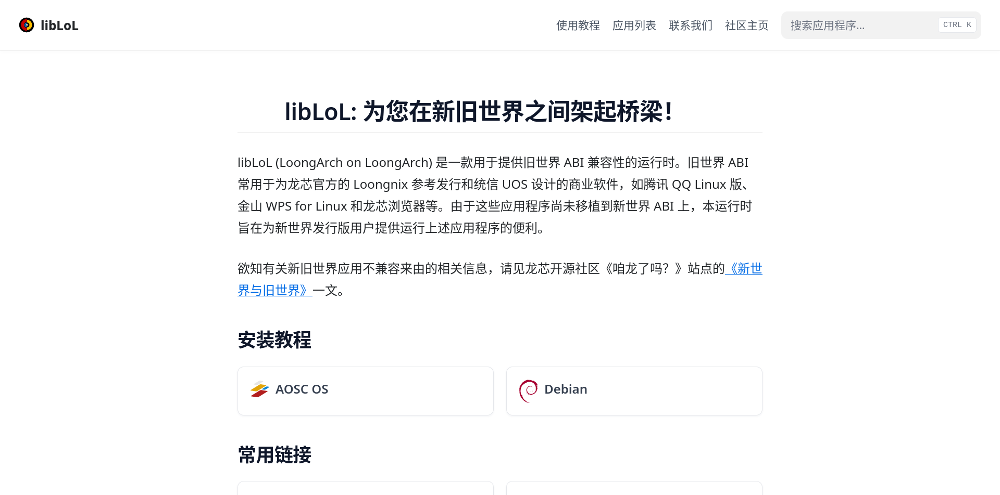 libLoL
使用教程
应用列表
联系我们
社区主页
搜索应用程序...
CTRL K
libLoL: 为您在新旧世界之间架起桥梁！
libLoL (LoongArch on LoongArch) 是一款用于提供旧世界 ABI 兼容性的运行时。旧世界 ABI
常用于为龙芯官方的 Loongnix 参考发行和统信 UOS 设计的商业软件，如腾讯 QQ Linux 版、
金山 WPS for Linux 和龙芯浏览器等。由于这些应用程序尚未移植到新世界 ABI 上，本运行时
旨在为新世界发行版用户提供运行上述应用程序的便利。
欲知有关新旧世界应用不兼容来由的相关信息，请见龙芯开源社区《咱龙了吗？》站点的《新世
界与旧世界》一文。
安装教程
AOSC OS
Debian
常用链接